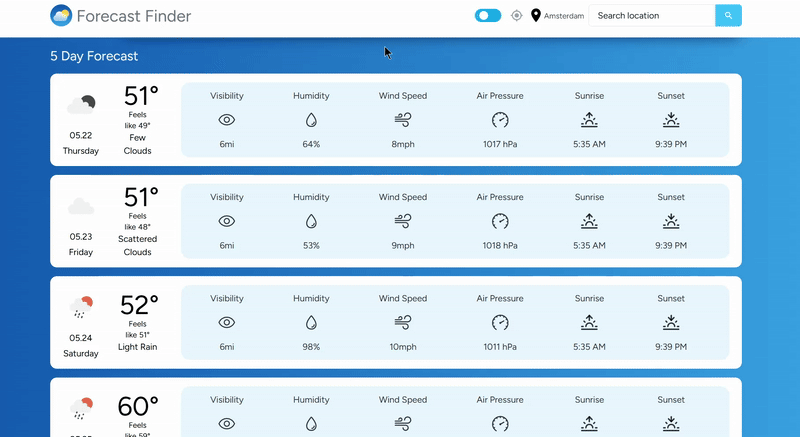 Forecast Finder
Amsterdam
Search location
5 Day Forecast
51°
Feels
like 49°
Few
Clouds
05.22
Thursday
Visibility Humidity Wind Speed Air Pressure Sunrise Sunset
6mi 64% 8mph 1017 hPa 5:35 AM 9:39 PM
51°
Feels
like 48°
Scattered
Clouds
05.23
Friday
Visibility Humidity Wind Speed Air Pressure Sunrise Sunset
6mi 53% 9mph 1018 hPa 5:35 AM 9:39 PM
52°
Feels
like 51°
Light Rain
05.24
Saturday
Visibility Humidity Wind Speed Air Pressure Sunrise Sunset
6mi 98% 10mph 1011 hPa 5:35 AM 9:39 PM
60°
Feels
like 59°
Visibility Humidity Wind Speed Air Pressure Sunrise Sunset